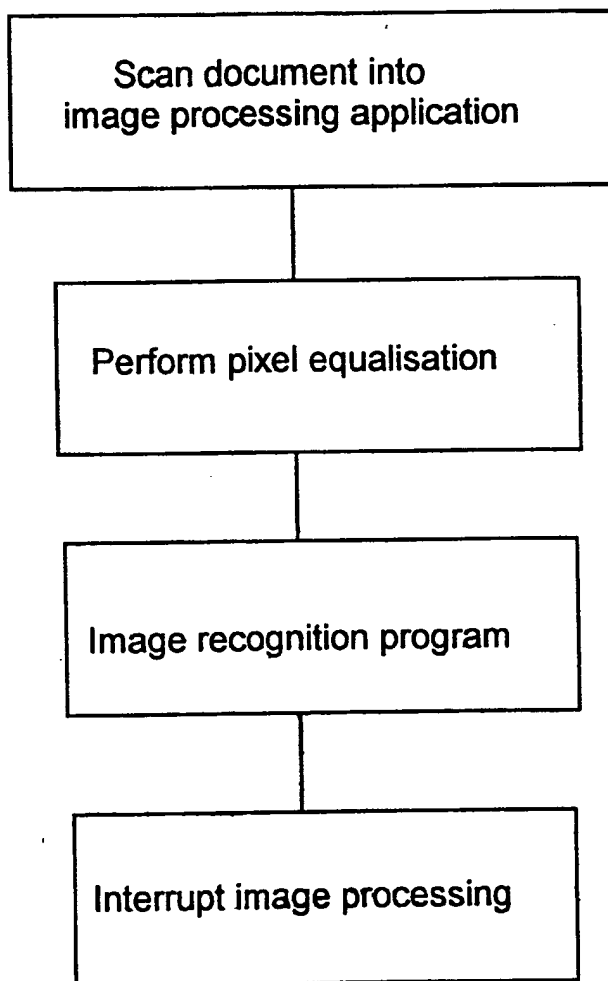 Scan document into
image processing application
Perform pixel equalisation
Image recognition program
Interrupt image processing